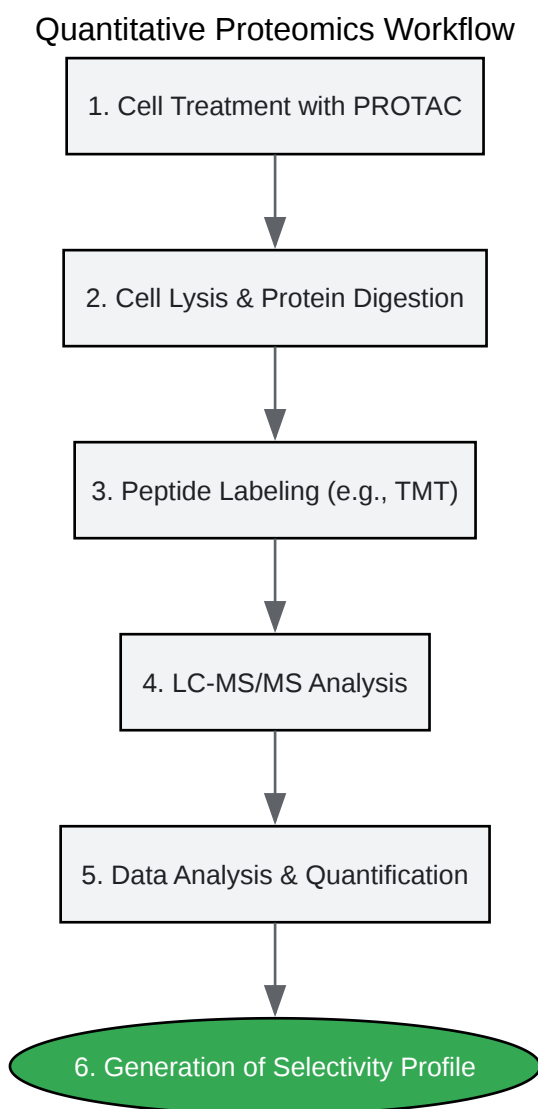 Quantitative Proteomics Workflow
1. Cell Treatment with PROTAC
2. Cell Lysis & Protein Digestion
3. Peptide Labeling (e.g., TMT)
4. LC-MS/MS Analysis
5. Data Analysis & Quantification
6. Generation of Selectivity Profile